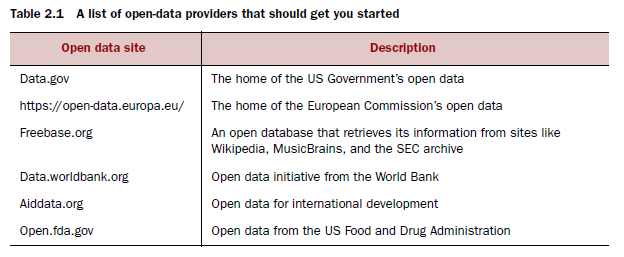 Table 2.1 A list of open-data providers that should get you started
Open data site Description
Data.gov The home of the US Government's open data
https://open-data.europa.eu/ The home of the European Commission's open data
Freebase.org An open database that retrieves its information from sites like
Wikipedia, MusicBrains, and the SEC archive
Data.worldbank.org Open data initiative from the World Bank
Aiddata.org Open data for international development
Open.fda.gov Open data from the US Food and Drug Administration